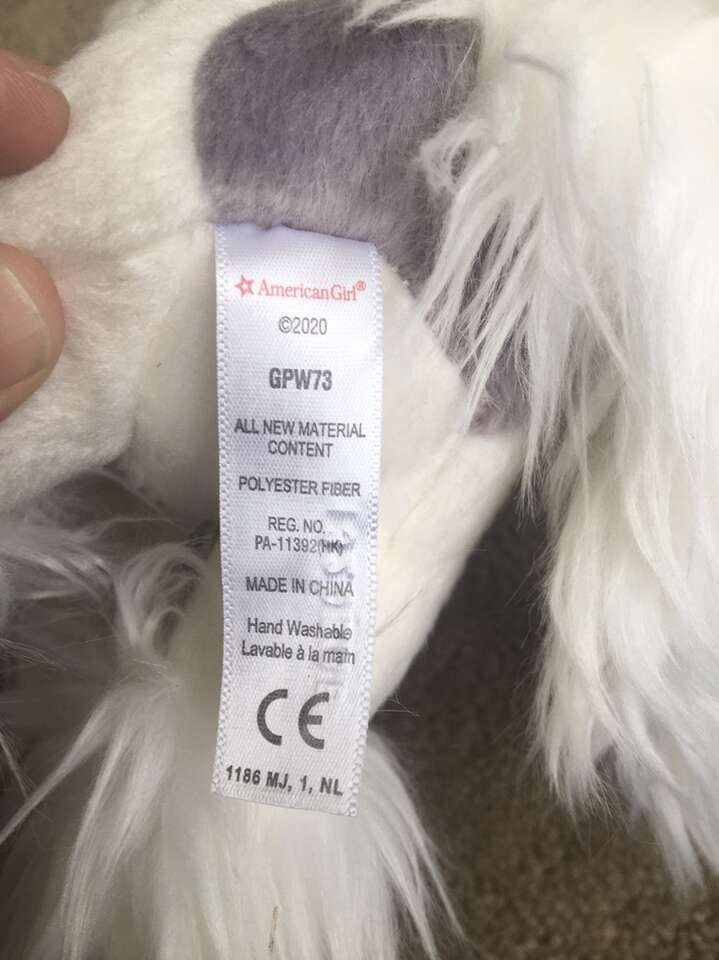 American Girl®
©2020
GPW73
ALL NEW MATERIAL
CONTENT
POLYESTER FIBER
REG. NO.
PA-11392(HK)
MADE IN CHINA
Hand Washable
Lavable à la main
CE
1186 MJ, 1, NL